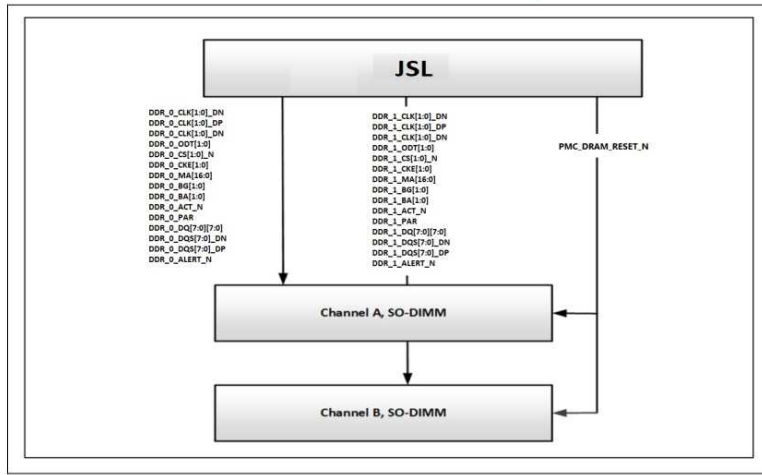 JSL
DDR_0_CLK[1:0]_DN
DDR_0_CLK[1:0]_DP
DDR_0_CLK[1:0]_DN
DDR_0_ODT[1:0]
DDR_0_CS[1:0]_N
DDR_0_CKE[1:0]
DDR_0_MA[16:0]
DDR_0_BG[1:0]
DDR_0_BA[1:0]
DDR_0_ACT_N
DDR_0_PAR
DDR_0_DQ[7:0][7:0]
DDR_0_DQS[7:0]_DN
DDR_0_DQS[7:0]_DP
DDR_0_ALERT_N
DDR_1_CLK[1:0]_DN
DDR_1_CLK[1:0]_DP
DDR_1_CLK[1:0]_DN
DDR_1_ODT[1:0]
DDR_1_CS[1:0]_N
DDR_1_CKE[1:0]
DDR_1_MA[16:0]
DDR_1_BG[1:0]
DDR_1_BA[1:0]
DDR_1_ACT_N
DDR_1_PAR
DDR_1_DQ[7:0][7:0]
DDR_1_DQS[7:0]_DN
DDR_1_DQS[7:0]_DP
DDR_1_ALERT_N
PMC_DRAM_RESET_N
Channel A, SO-DIMM
Channel B, SO-DIMM